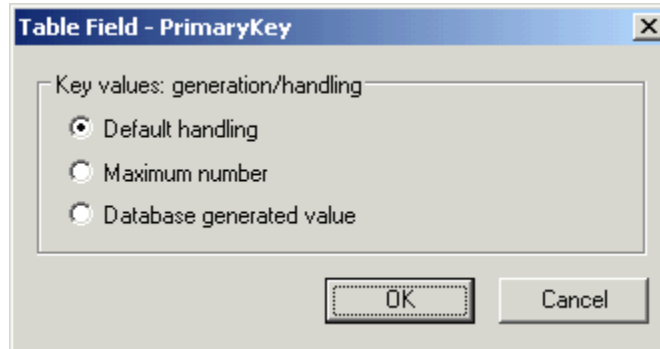 Table Field - PrimaryKey
Key values: generation/handling
Default handling
Maximum number
Database generated value
OK
Cancel